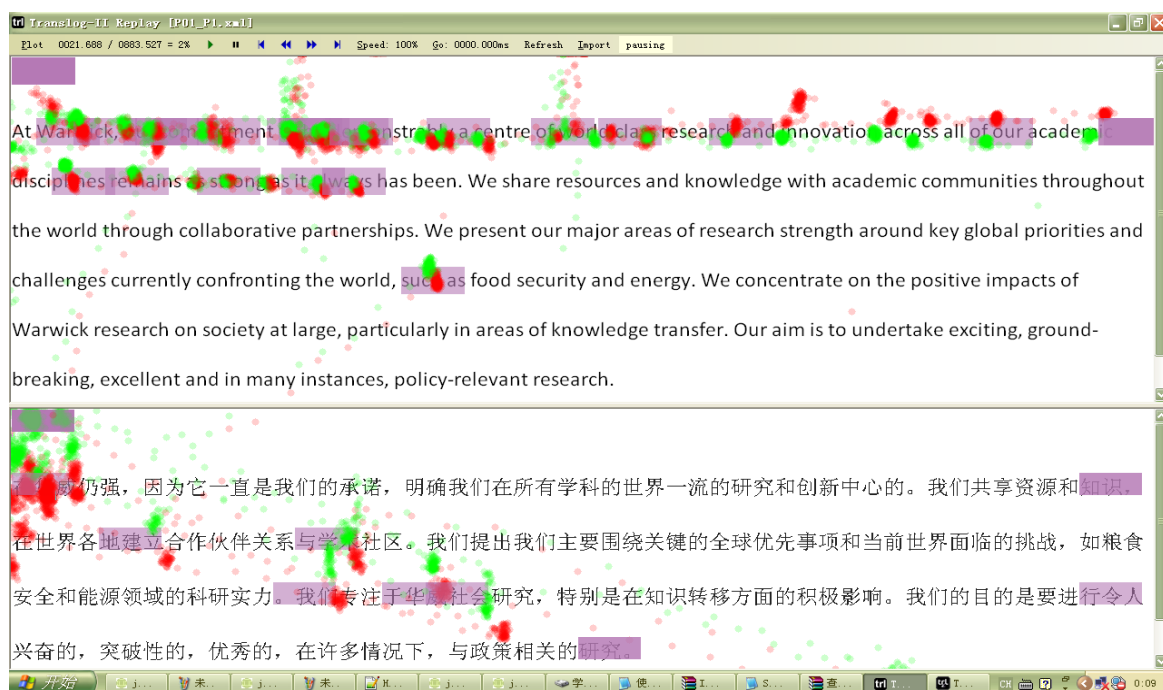 Translog-II Replay [P01_P1.xml]
Plot 0021.688 / 0883.527 = 2% Speed: 100% Go: 0000.000ms Refresh Import pausing
At Warwick, our commitment to be demonstrably a centre of world class research and innovation across all of our academic
disciplines remains as strong as it always has been. We share resources and knowledge with academic communities throughout
the world through collaborative partnerships. We present our major areas of research strength around key global priorities and
challenges currently confronting the world, such as food security and energy. We concentrate on the positive impacts of
Warwick research on society at large, particularly in areas of knowledge transfer. Our aim is to undertake exciting, ground-
breaking, excellent and in many instances, policy-relevant research.
威仍强，因为它一直是我们的承诺，明确我们在所有学科的世界一流的研究和创新中心的。我们共享资源和知识，
在世界各地建立合作伙伴关系与学术社区。我们提出我们主要围绕关键的全球优先事项和当前世界面临的挑战，如粮食
安全和能源领域的科研实力。我们专注于华威社会研究，特别是在知识转移方面的积极影响。我们的目的是要进行令人
兴奋的，突破性的，优秀的，在许多情况下，与政策相关的研究。
开始 j... 未... j... 未... H... j... j... 学... 使... I... S... 查... T... T... CH 0:09